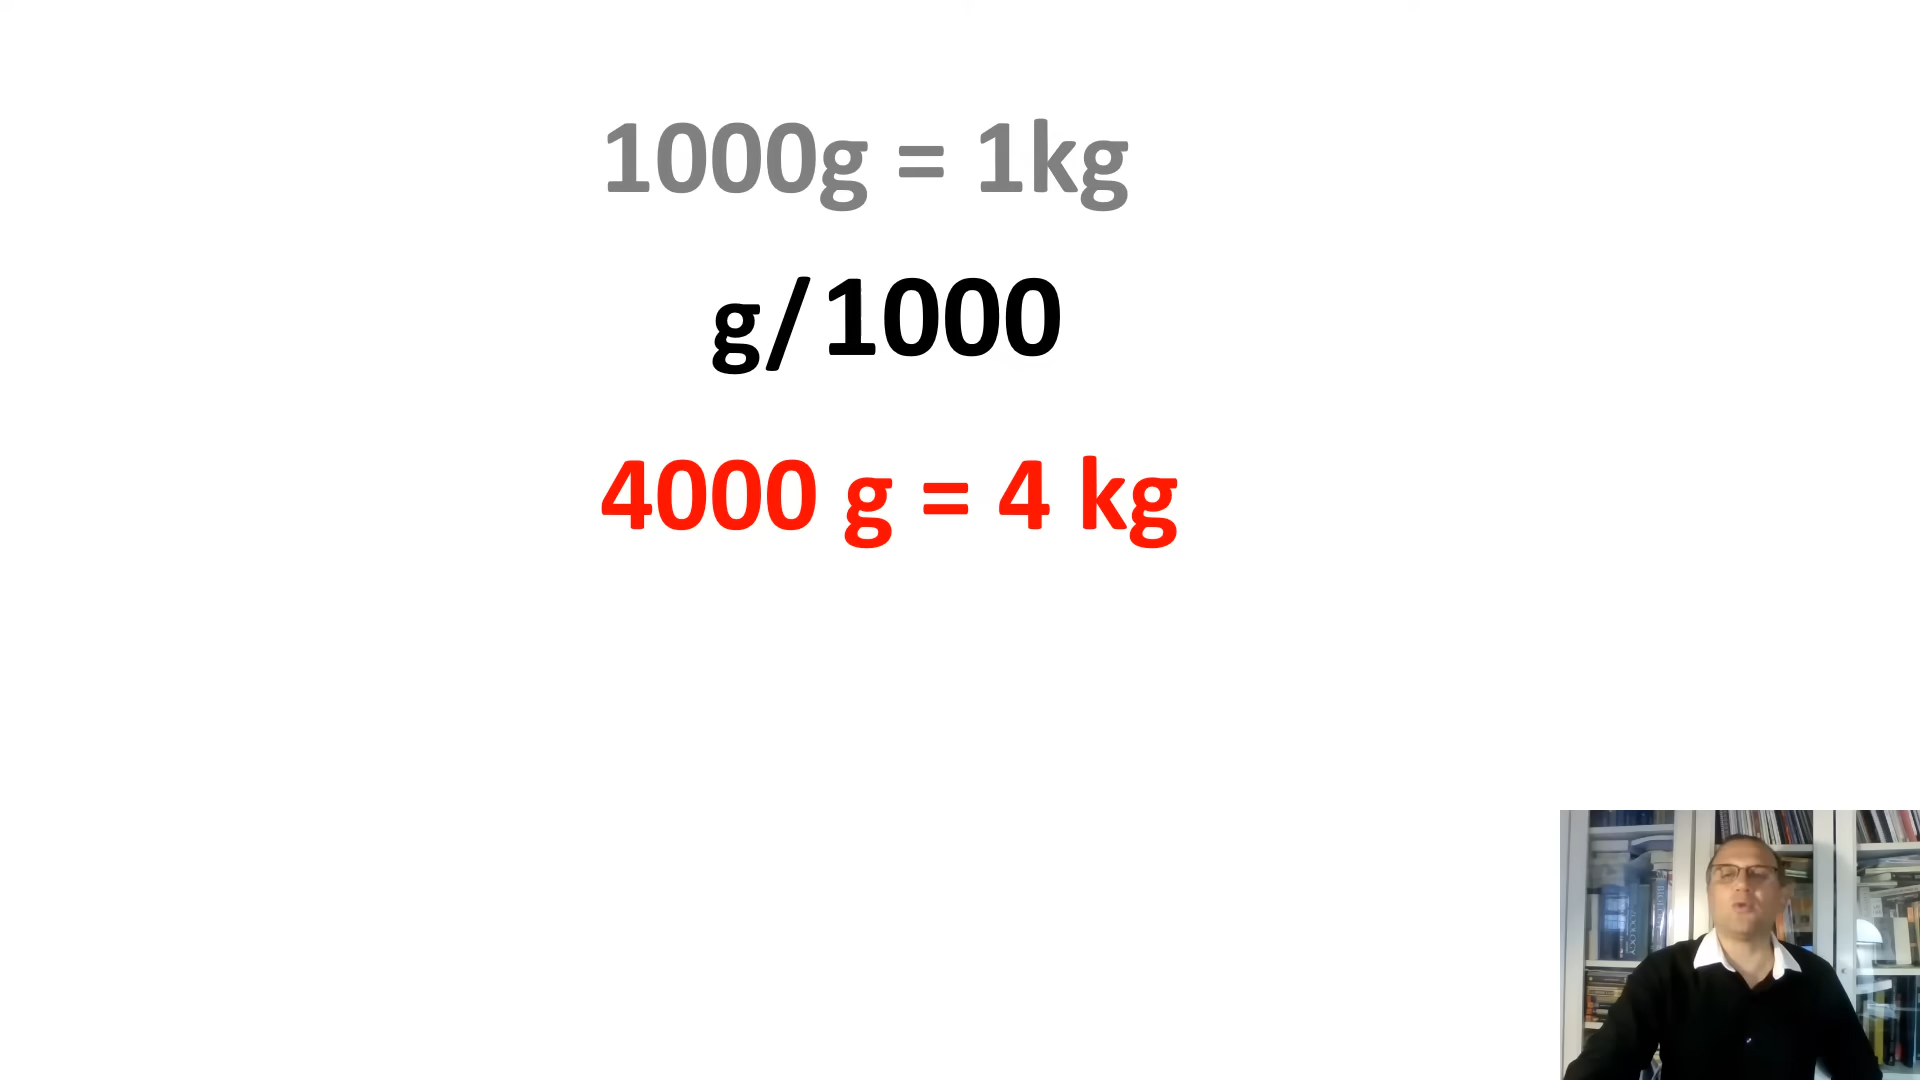 1000g = 1kg
g/1000
4000 g = 4 kg